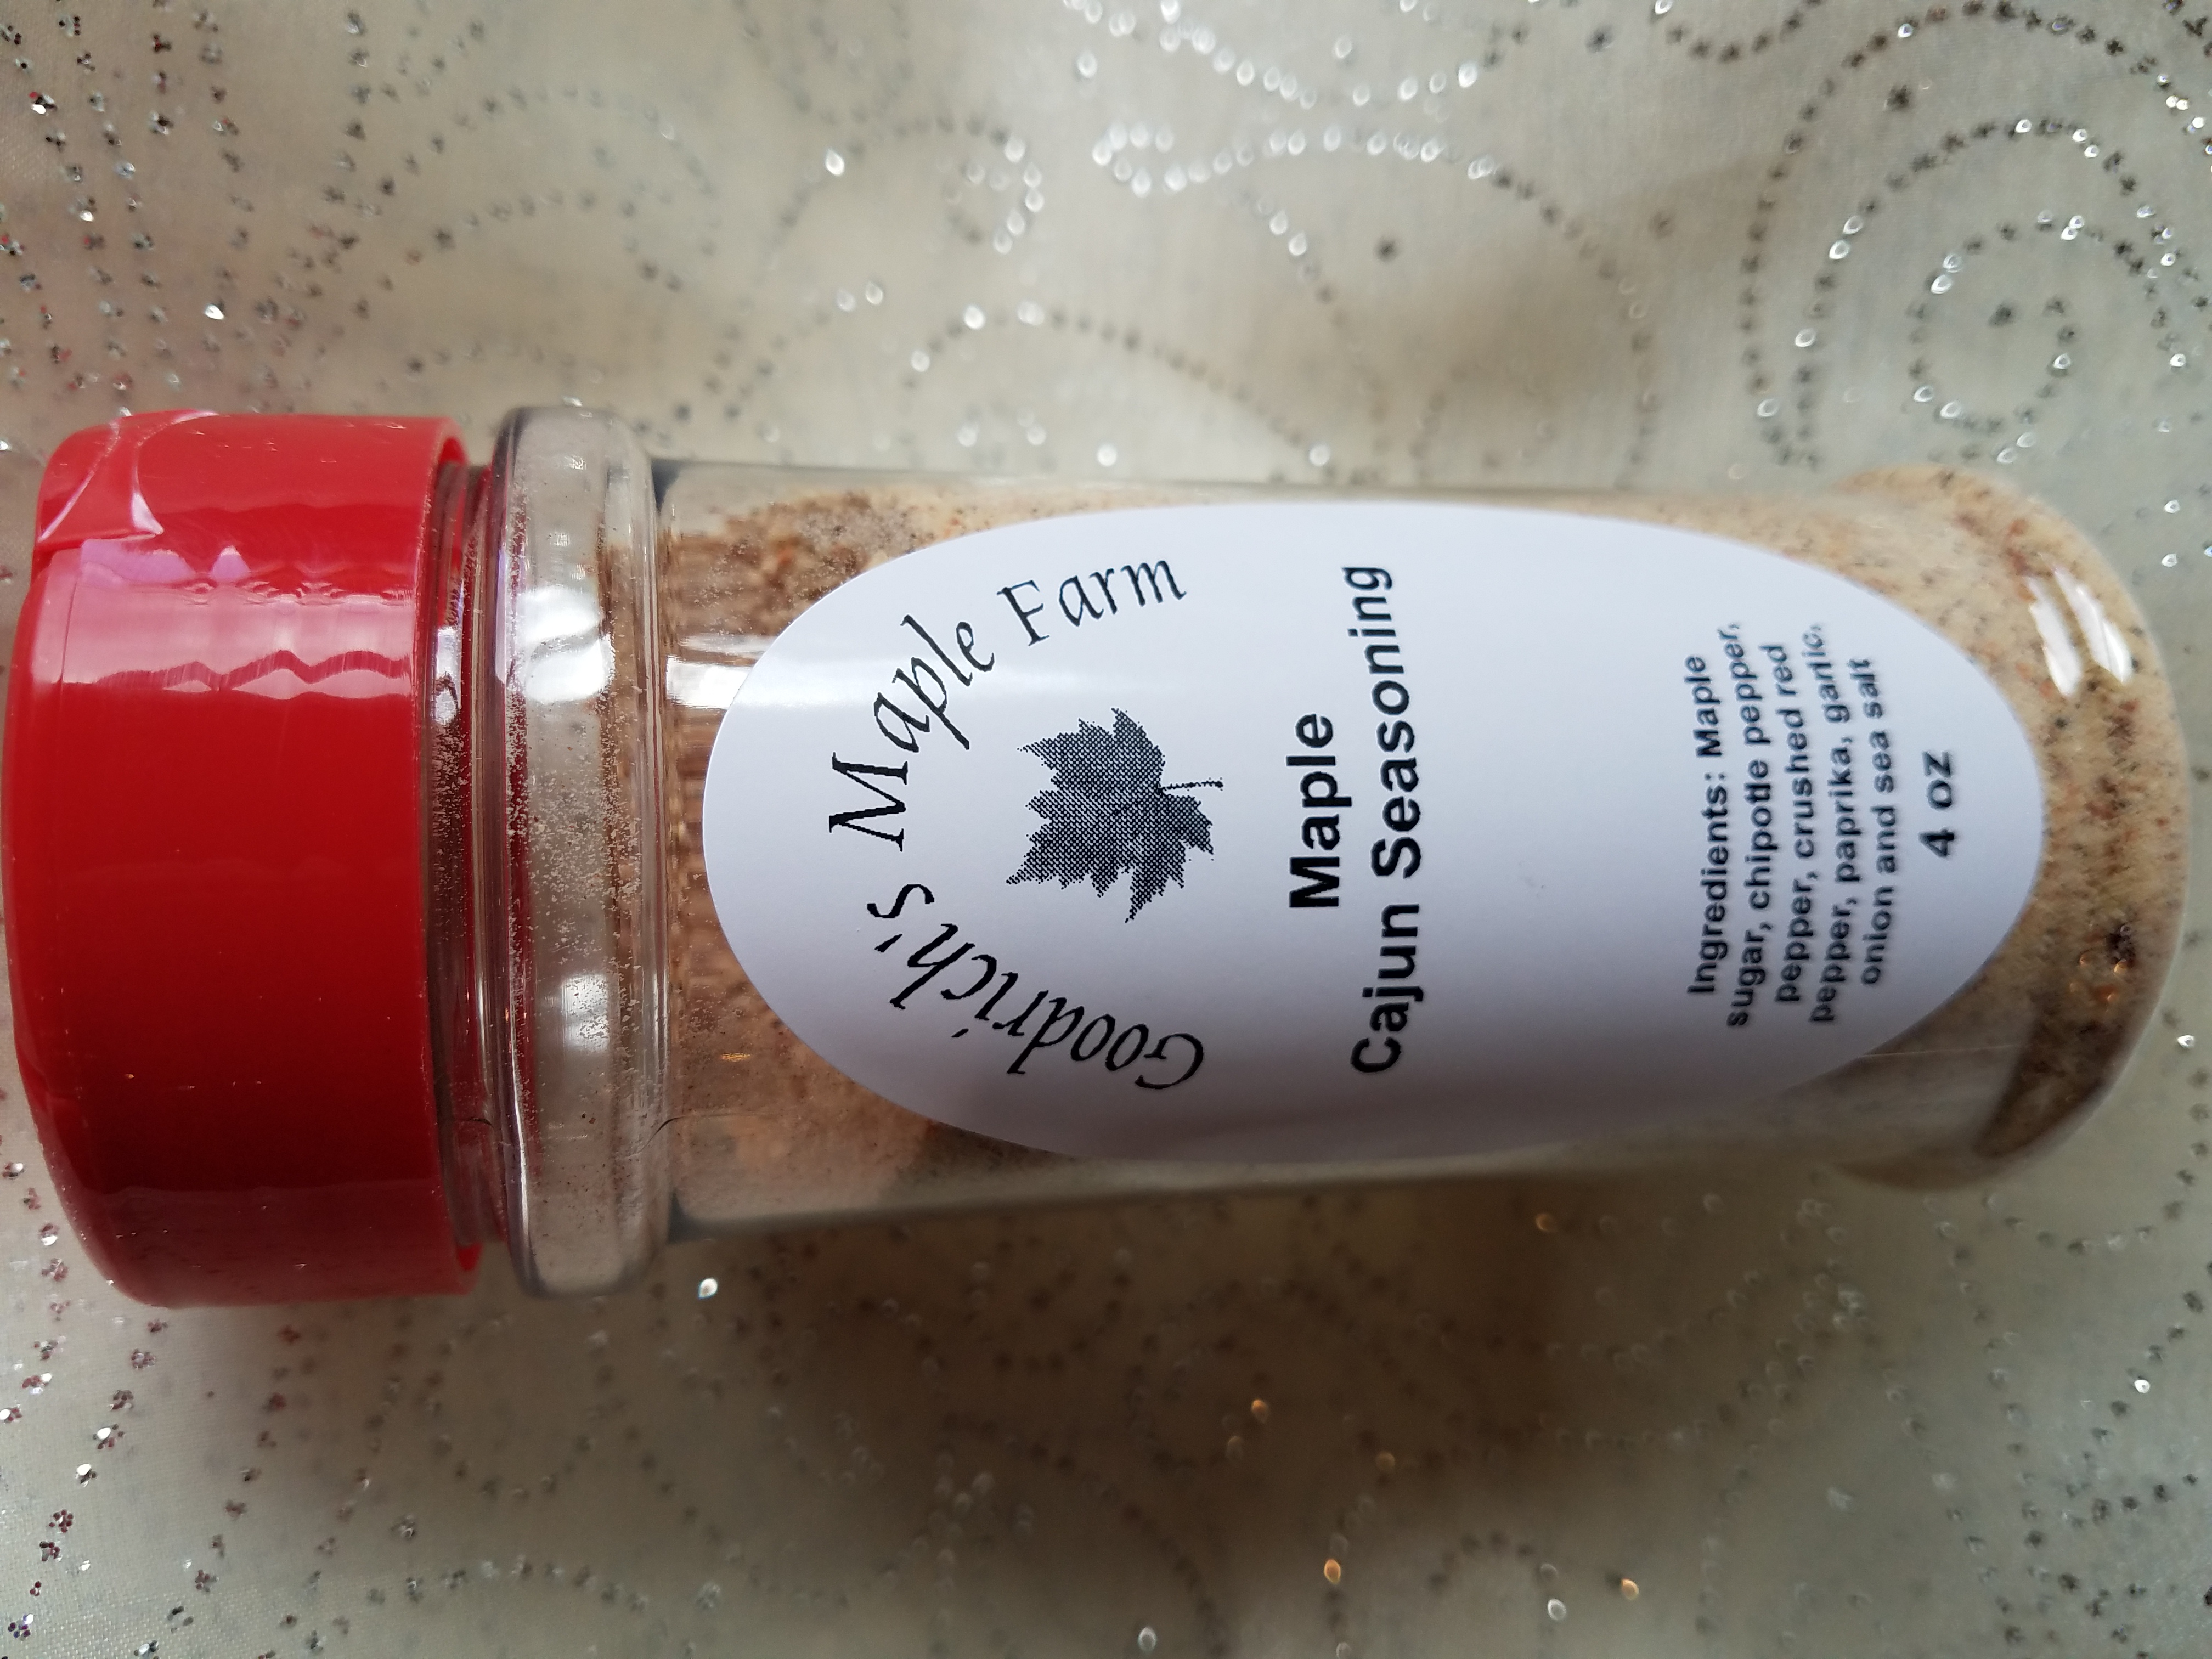 Goodrich's Maple Farm
Maple
Cajun Seasoning
Ingredients: Maple
sugar, chipotle pepper,
pepper, crushed red
pepper, paprika, garlic,
onion and sea salt
4 oz